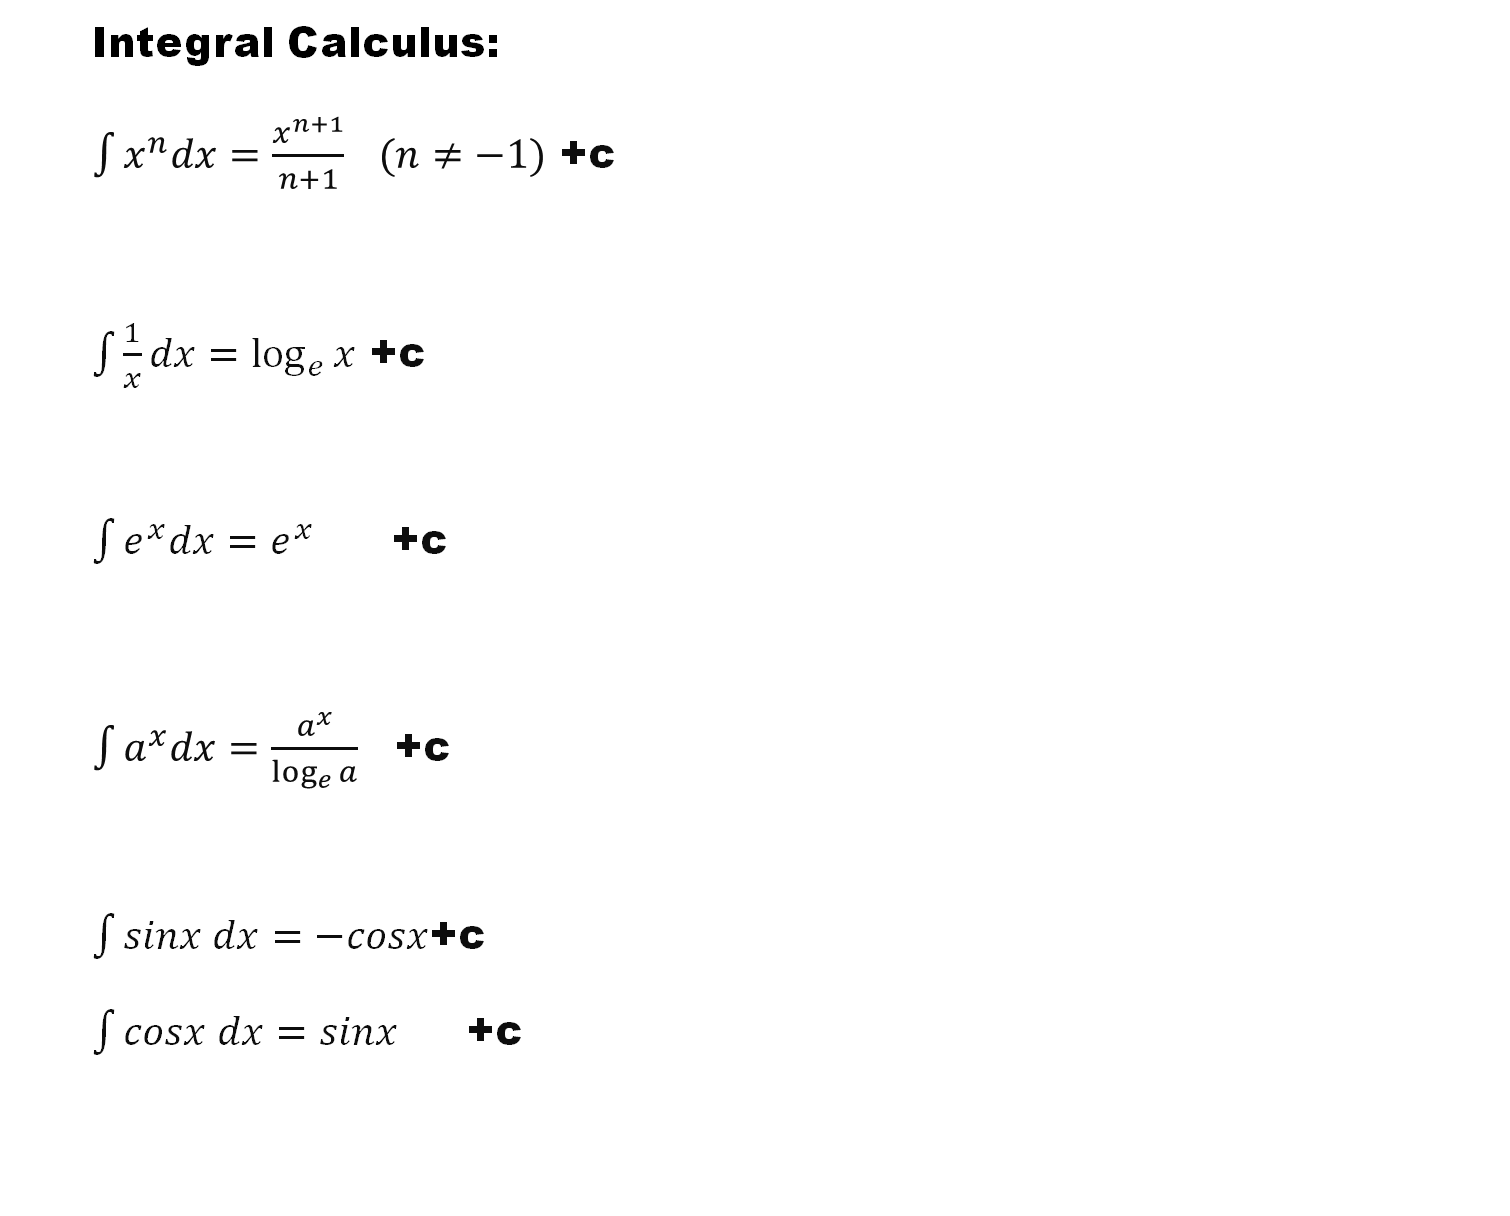 Integral Calculus:
∫ xⁿ dx = xⁿ⁺¹/n+1 (n ≠ −1) +c
∫ 1/x dx = logₑ x +c
∫ eˣ dx = eˣ +c
∫ aˣ dx = aˣ/logₑ a +c
∫ sinx dx = −cosx+c
∫ cosx dx = sinx +c